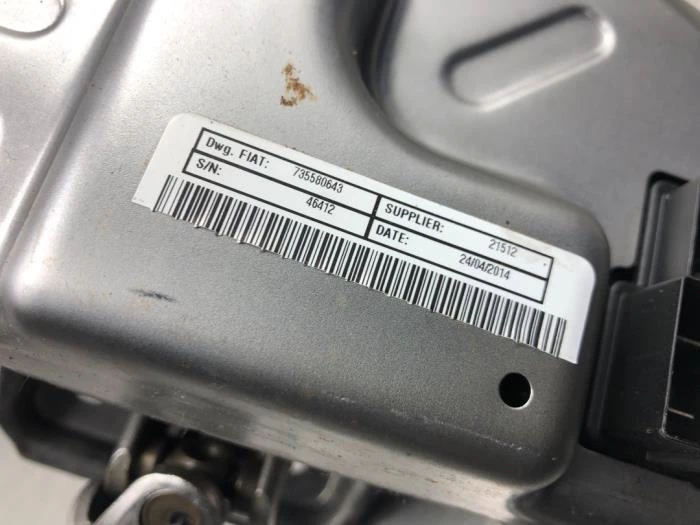 Dwg. FIAT: 735580643 SUPPLIER: 21512
S/N: 46412 DATE: 24/04/2014